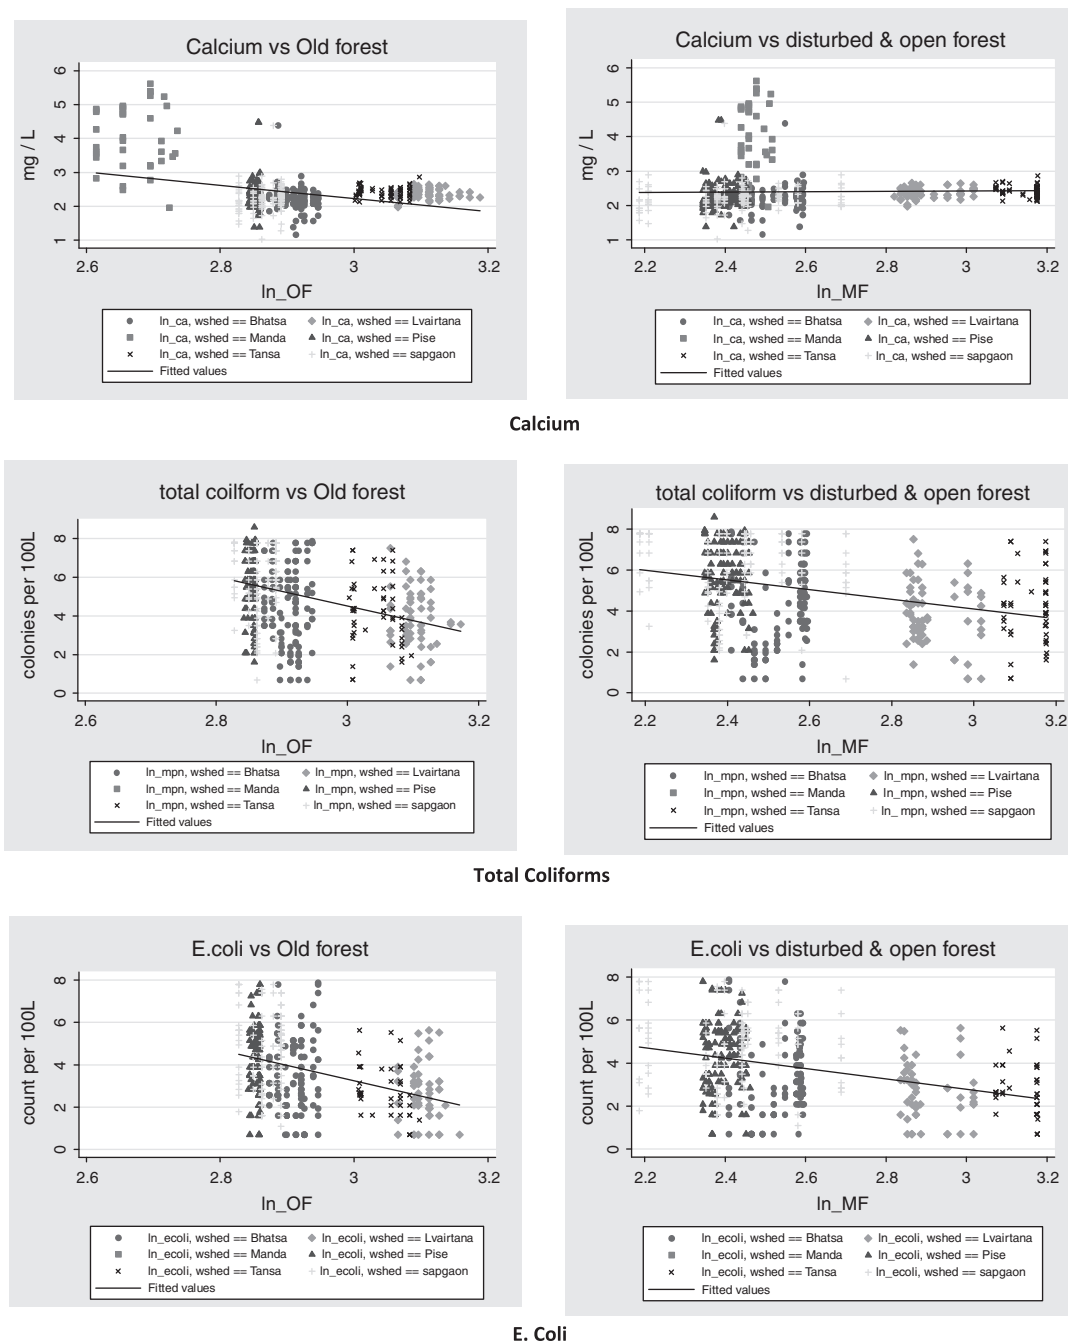 Calcium vs Old forest
mg / L
6
5
4
3
2
1
2.6 2.8 3 3.2
ln_OF
ln_ca, wshed == Bhatsa ln_ca, wshed == Lvairtana
ln_ca, wshed == Manda ln_ca, wshed == Pise
ln_ca, wshed == Tansa ln_ca, wshed == sapgaon
Fitted values
Calcium vs disturbed & open forest
mg / L
6
5
4
3
2
1
2.2 2.4 2.6 2.8 3 3.2
ln_MF
ln_ca, wshed == Bhatsa ln_ca, wshed == Lvairtana
ln_ca, wshed == Manda ln_ca, wshed == Pise
ln_ca, wshed == Tansa ln_ca, wshed == sapgaon
Fitted values
Calcium
total coilform vs Old forest
colonies per 100L
8
6
4
2
0
2.6 2.8 3 3.2
ln_OF
ln_mpn, wshed == Bhatsa ln_mpn, wshed == Lvairtana
ln_mpn, wshed == Manda ln_mpn, wshed == Pise
ln_mpn, wshed == Tansa ln_mpn, wshed == sapgaon
Fitted values
total coliform vs disturbed & open forest
colonies per 100L
8
6
4
2
0
2.2 2.4 2.6 2.8 3 3.2
ln_MF
ln_mpn, wshed == Bhatsa ln_mpn, wshed == Lvairtana
ln_mpn, wshed == Manda ln_mpn, wshed == Pise
ln_mpn, wshed == Tansa ln_ mpn, wshed == sapgaon
Fitted values
Total Coliforms
E.coli vs Old forest
count per 100L
8
6
4
2
0
2.6 2.8 3 3.2
ln_OF
ln_ecoli, wshed == Bhatsa ln_ecoli, wshed == Lvairtana
ln_ecoli, wshed == Manda ln_ecoli, wshed == Pise
ln_ecoli, wshed == Tansa ln_ecoli, wshed == sapgaon
Fitted values
E.coli vs disturbed & open forest
count per 100L
8
6
4
2
0
2.2 2.4 2.6 2.8 3 3.2
ln_MF
ln_ecoli, wshed == Bhatsa ln_ecoli, wshed == Lvairtana
ln_ecoli, wshed == Manda ln_ecoli, wshed == Pise
ln_ecoli, wshed == Tansa ln_ecoli, wshed == sapgaon
Fitted values
E. Coli